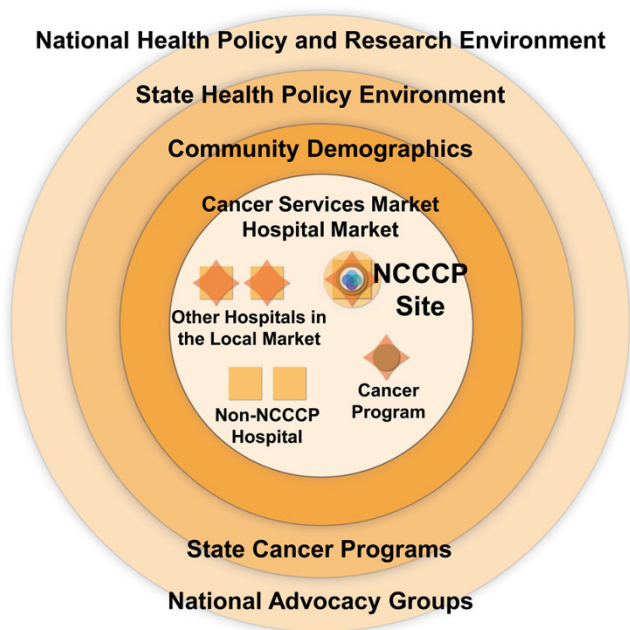 National Health Policy and Research Environment
State Health Policy Environment
Community Demographics
Cancer Services Market
Hospital Market
NCCCP
Site
Other Hospitals in
the Local Market
Cancer
Program
Non-NCCCP
Hospital
State Cancer Programs
National Advocacy Groups